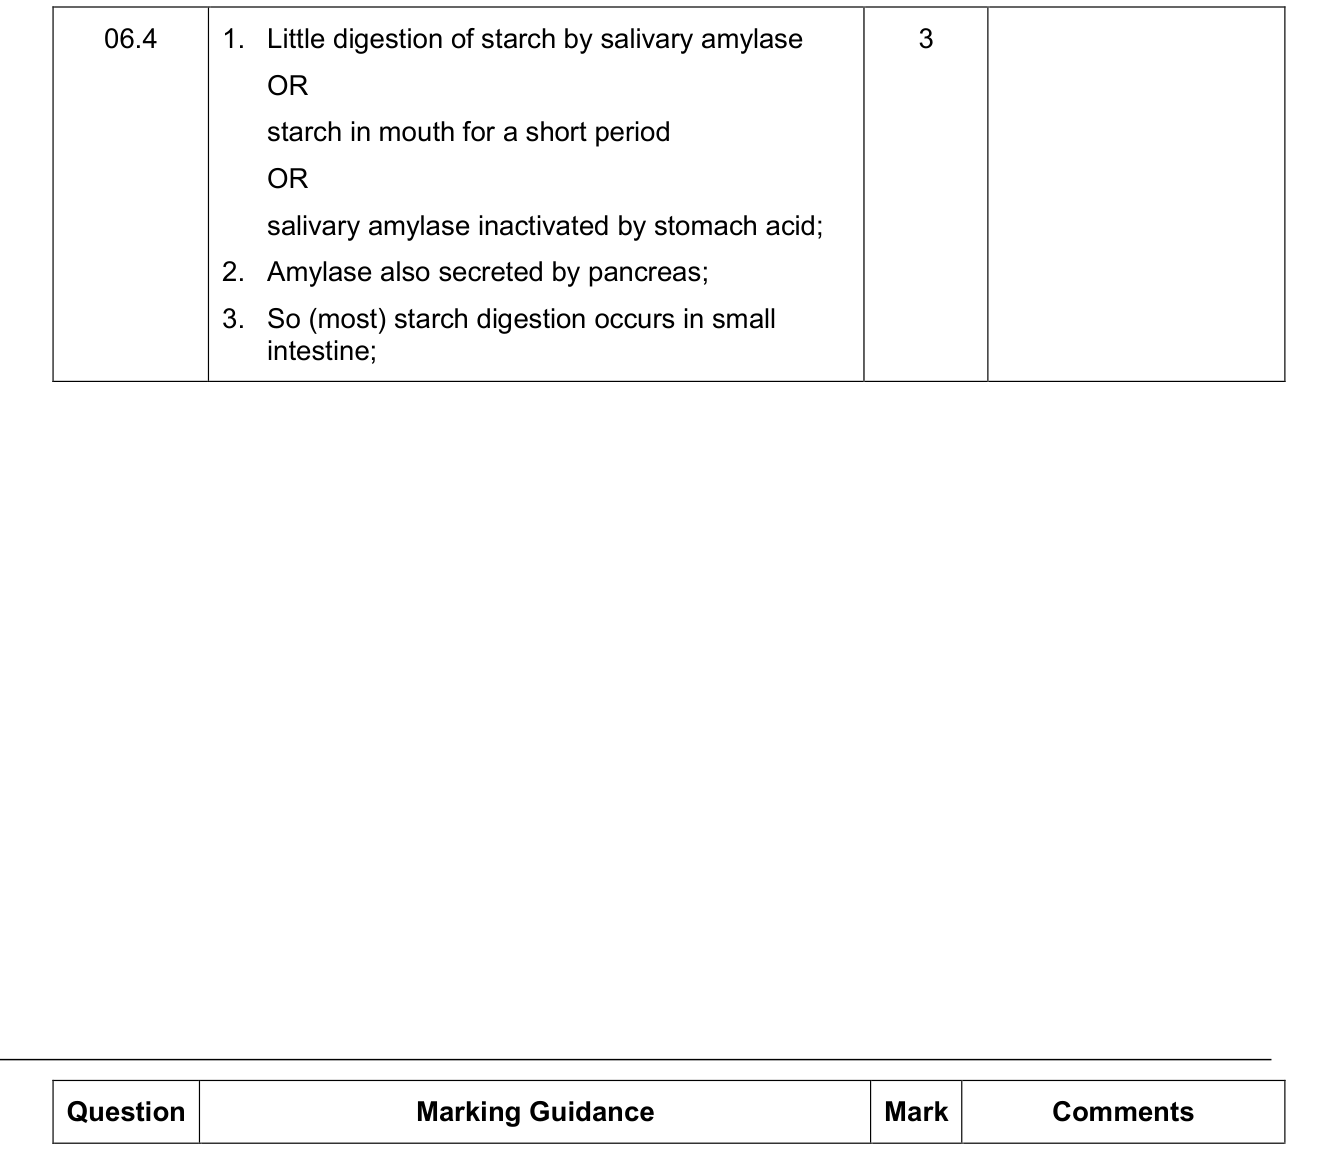 06.4
1. Little digestion of starch by salivary amylase
3
OR
starch in mouth for a short period
OR
salivary amylase inactivated by stomach acid;
2. Amylase also secreted by pancreas;
3. So (most) starch digestion occurs in small
intestine;
Question
Marking Guidance
Mark
Comments